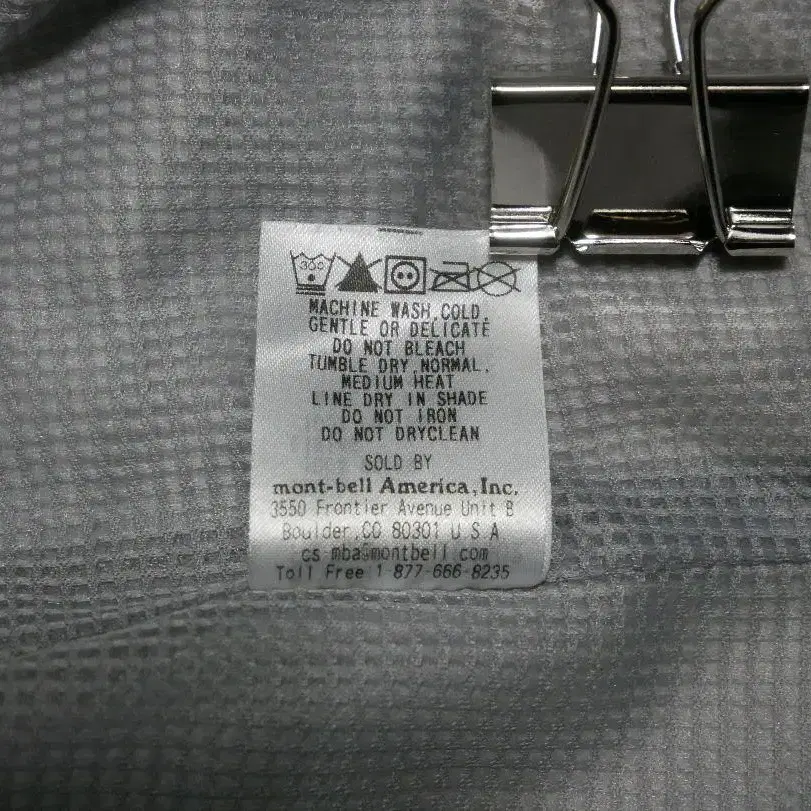 30C
MACHINE WASH,COLD,
GENTLE OR DELICATE
DO NOT BLEACH
TUMBLE DRY,NORMAL,
MEDIUM HEAT
LINE DRY IN SHADE
DO NOT IRON
DO NOT DRYCLEAN
SOLD BY
mont-bell America,Inc.
3550 Frontier Avenue Unit B
Boulder,CO 80301 U S A
cs-mba@montbell.com
Toll Free 1-877-666-8235